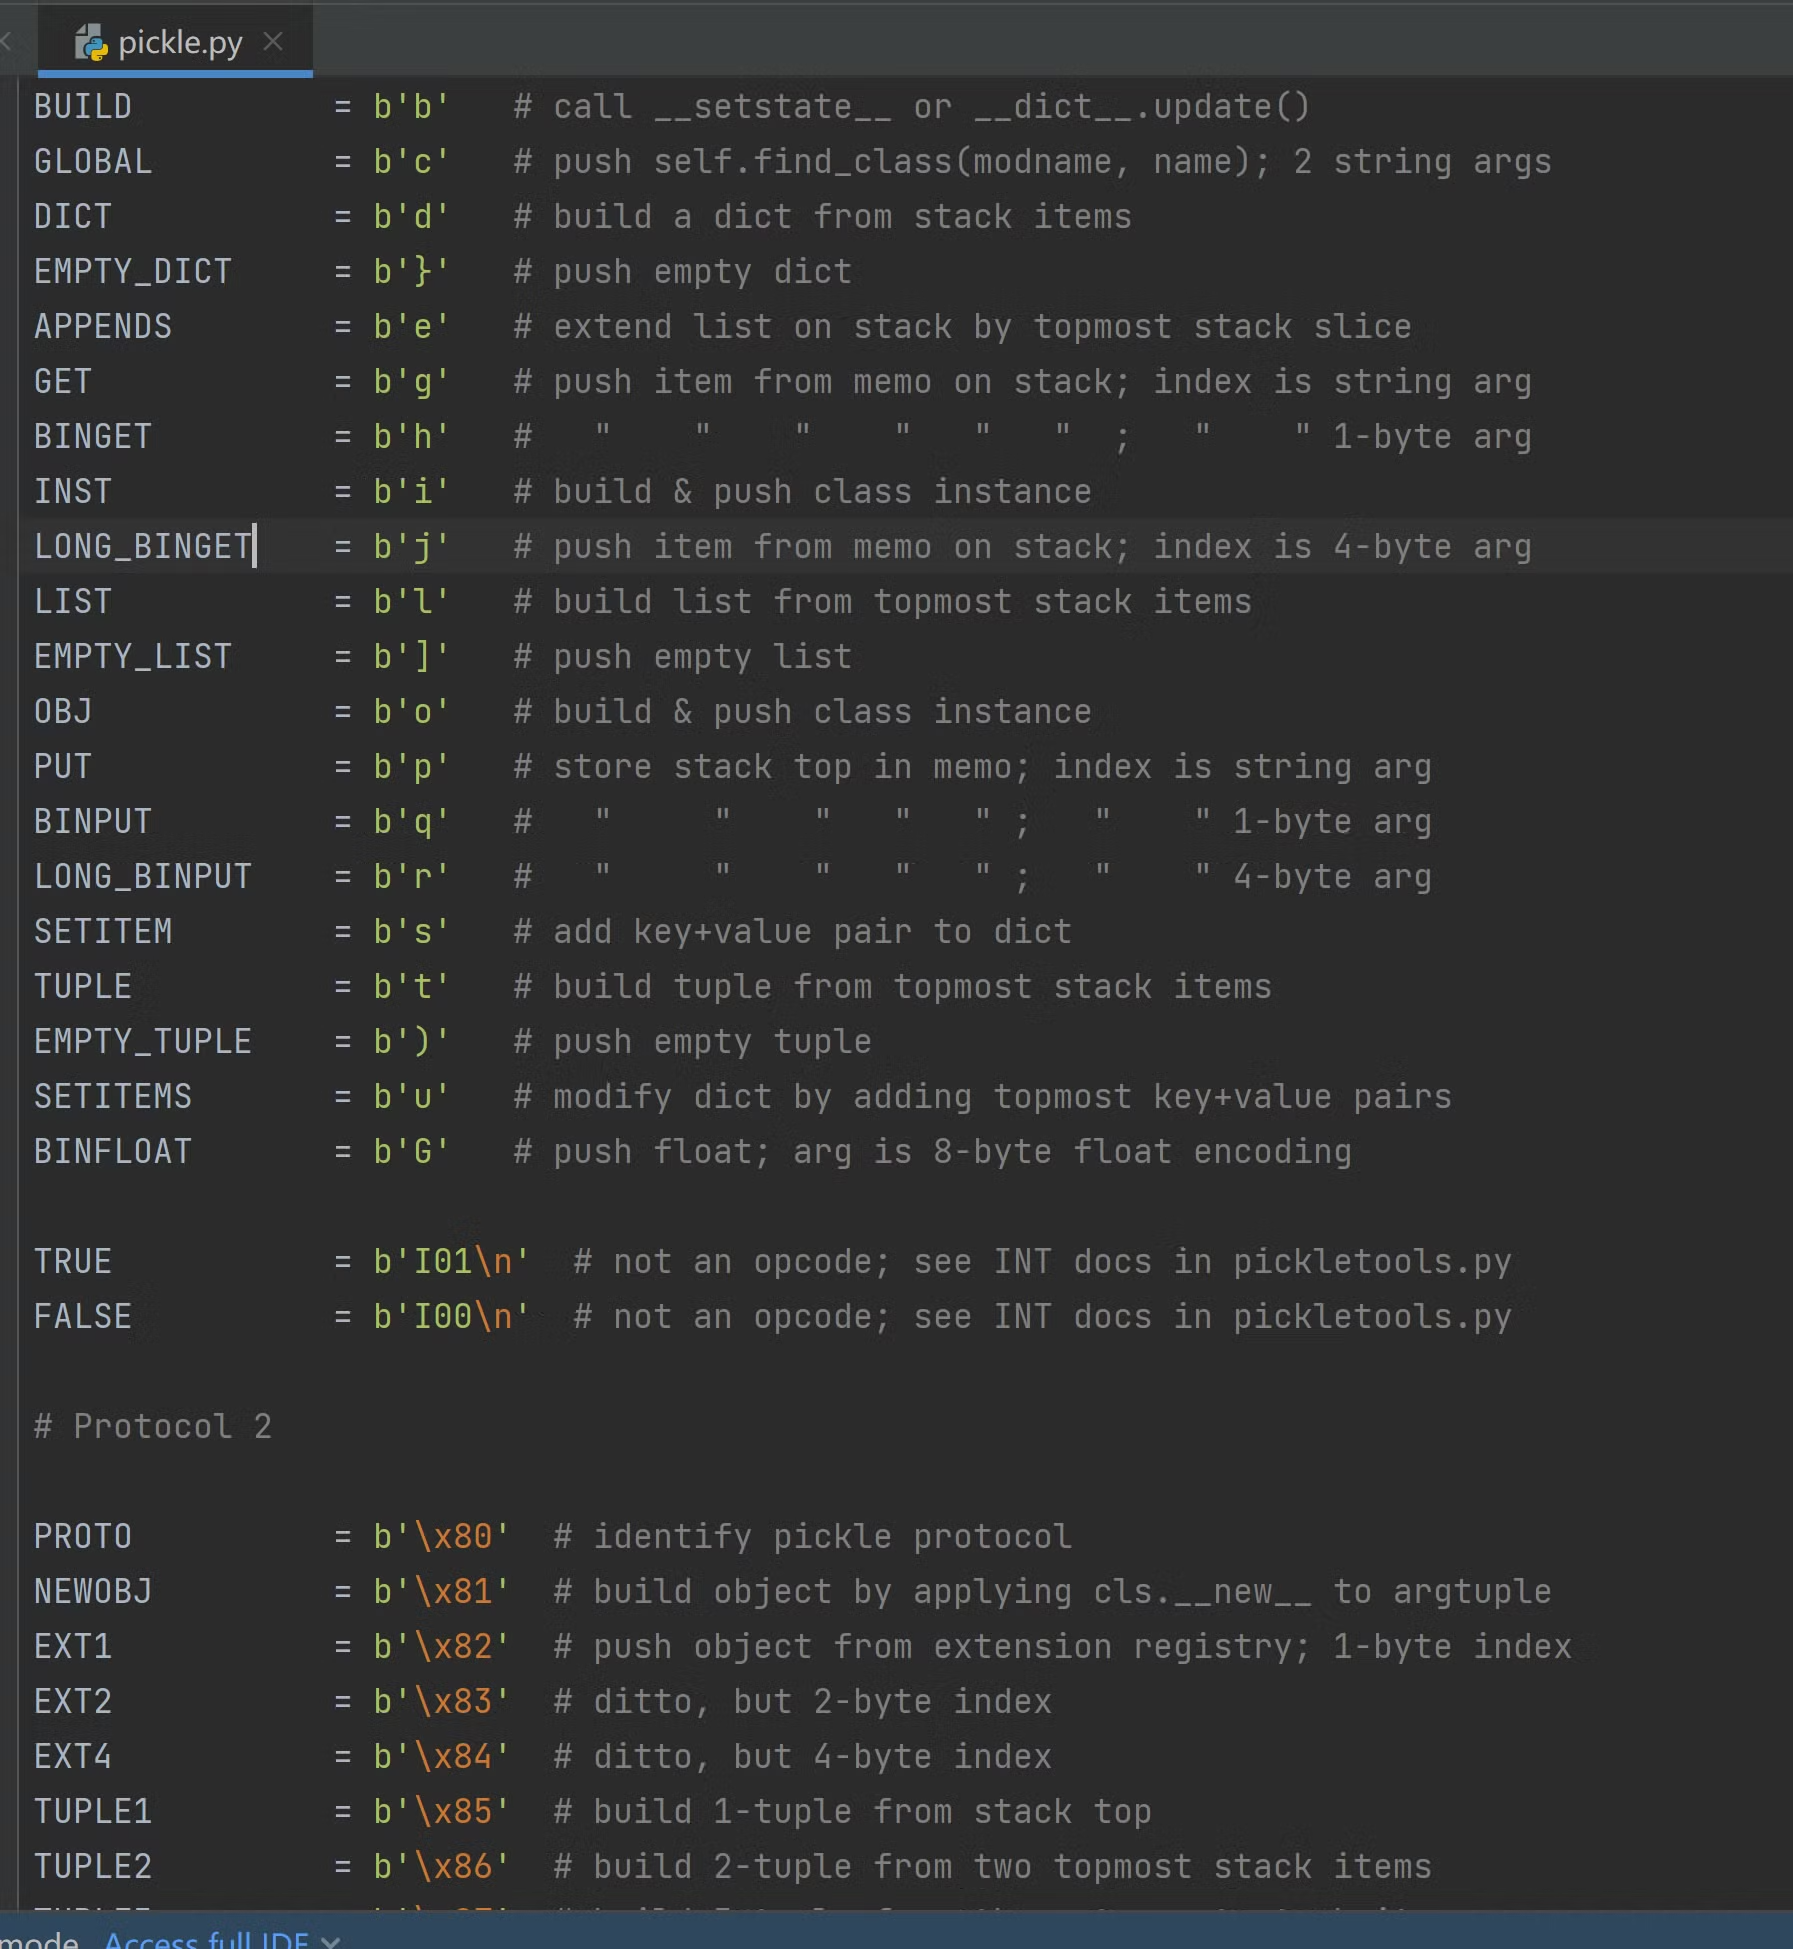 pickle.py
BUILD = b'b' # call __setstate__ or __dict__.update()
GLOBAL = b'c' # push self.find_class(modname, name); 2 string args
DICT = b'd' # build a dict from stack items
EMPTY_DICT = b'}' # push empty dict
APPENDS = b'e' # extend list on stack by topmost stack slice
GET = b'g' # push item from memo on stack; index is string arg
BINGET = b'h' # " " " " " " ; " " 1-byte arg
INST = b'i' # build & push class instance
LONG_BINGET = b'j' # push item from memo on stack; index is 4-byte arg
LIST = b'l' # build list from topmost stack items
EMPTY_LIST = b']' # push empty list
OBJ = b'o' # build & push class instance
PUT = b'p' # store stack top in memo; index is string arg
BINPUT = b'q' # " " " " " ; " " 1-byte arg
LONG_BINPUT = b'r' # " " " " " ; " " 4-byte arg
SETITEM = b's' # add key+value pair to dict
TUPLE = b't' # build tuple from topmost stack items
EMPTY_TUPLE = b')' # push empty tuple
SETITEMS = b'u' # modify dict by adding topmost key+value pairs
BINFLOAT = b'G' # push float; arg is 8-byte float encoding
TRUE = b'I01\n' # not an opcode; see INT docs in pickletools.py
FALSE = b'I00\n' # not an opcode; see INT docs in pickletools.py
# Protocol 2
PROTO = b'\x80' # identify pickle protocol
NEWOBJ = b'\x81' # build object by applying cls.__new__ to argtuple
EXT1 = b'\x82' # push object from extension registry; 1-byte index
EXT2 = b'\x83' # ditto, but 2-byte index
EXT4 = b'\x84' # ditto, but 4-byte index
TUPLE1 = b'\x85' # build 1-tuple from stack top
TUPLE2 = b'\x86' # build 2-tuple from two topmost stack items
mode Access full IDE